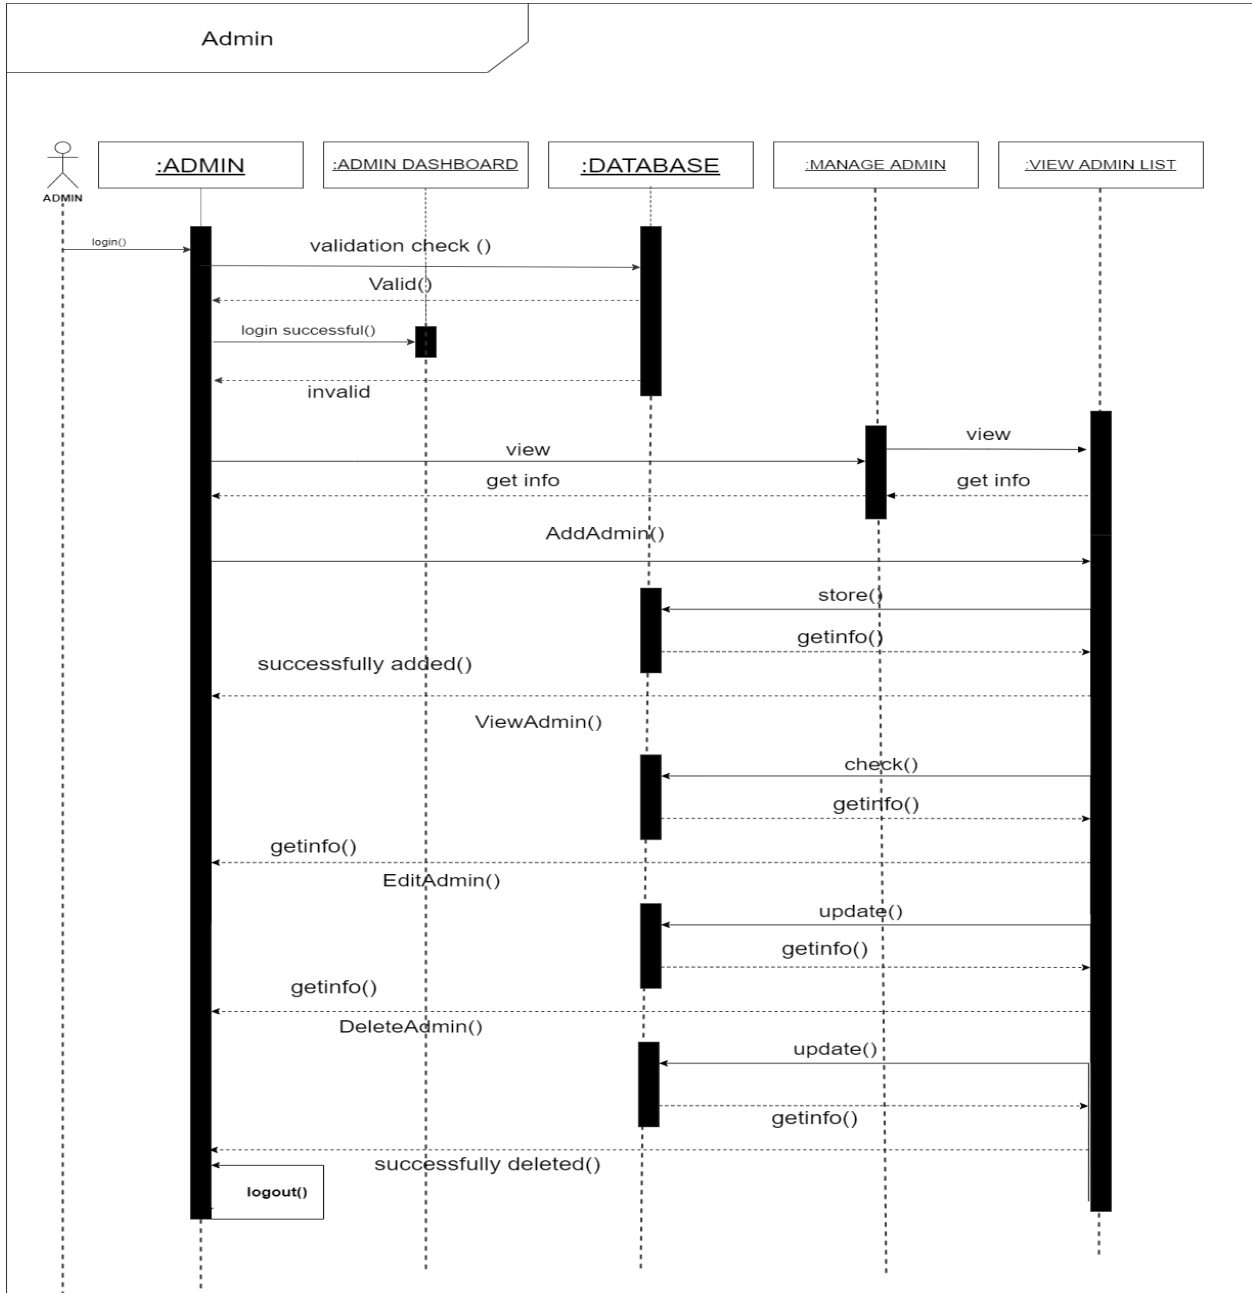 Admin
:ADMIN
:ADMIN DASHBOARD
:DATABASE
:MANAGE ADMIN
:VIEW ADMIN LIST
ADMIN
login()
validation check ()
Valid()
login successful()
invalid
view
view
get info
get info
AddAdmin()
store()
getinfo()
successfully added()
ViewAdmin()
check()
getinfo()
getinfo()
EditAdmin()
update()
getinfo()
getinfo()
DeleteAdmin()
update()
getinfo()
successfully deleted()
logout()